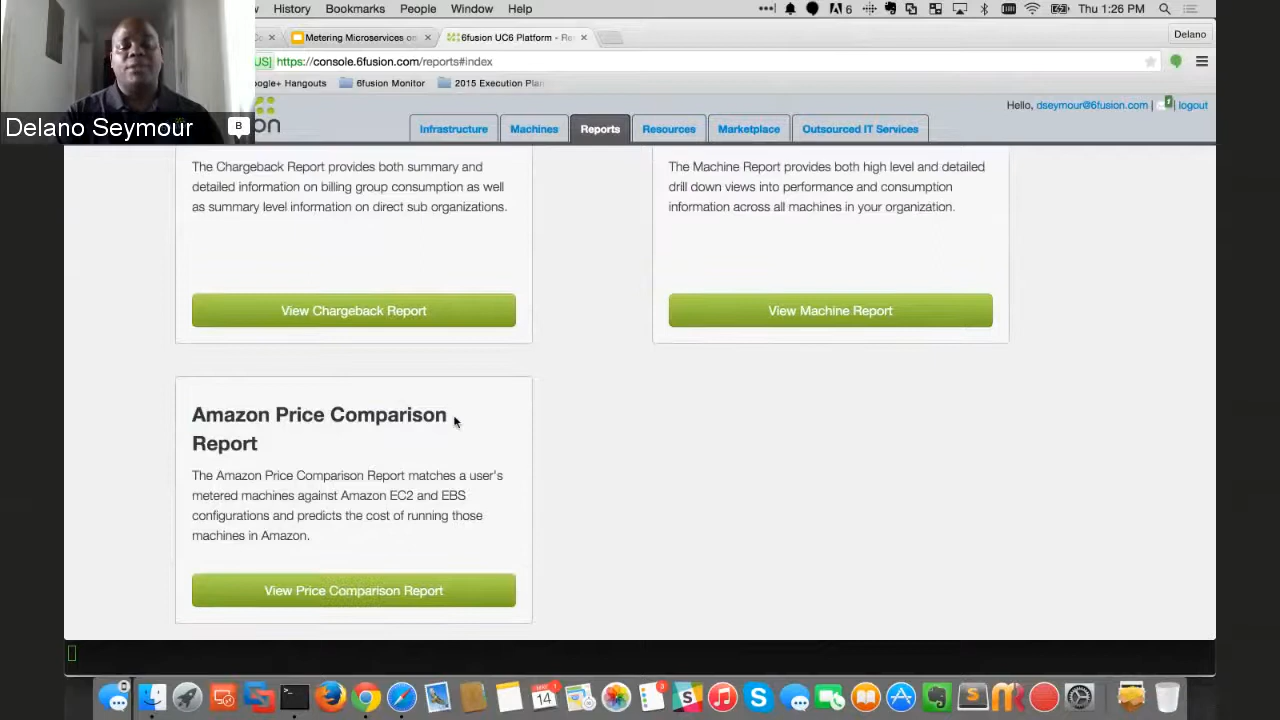 History Bookmarks People Window Help
6
Thu 1:26 PM
Metering Microservices on
6fusion UC6 Platform - Re
Delano
https://console.6fusion.com/reports#index
Google+ Hangouts
6fusion Monitor
2015 Execution Plan
Hello, dseymour@6fusion.com | | logout
Delano Seymour
B
on
Infrastructure
Machines
Reports
Resources
Marketplace
Outsourced IT Services
The Chargeback Report provides both summary and
detailed information on billing group consumption as well
as summary level information on direct sub organizations.
View Chargeback Report
The Machine Report provides both high level and detailed
drill down views into performance and consumption
information across all machines in your organization.
View Machine Report
Amazon Price Comparison
Report
The Amazon Price Comparison Report matches a user's
metered machines against Amazon EC2 and EBS
configurations and predicts the cost of running those
machines in Amazon.
View Price Comparison Report
14